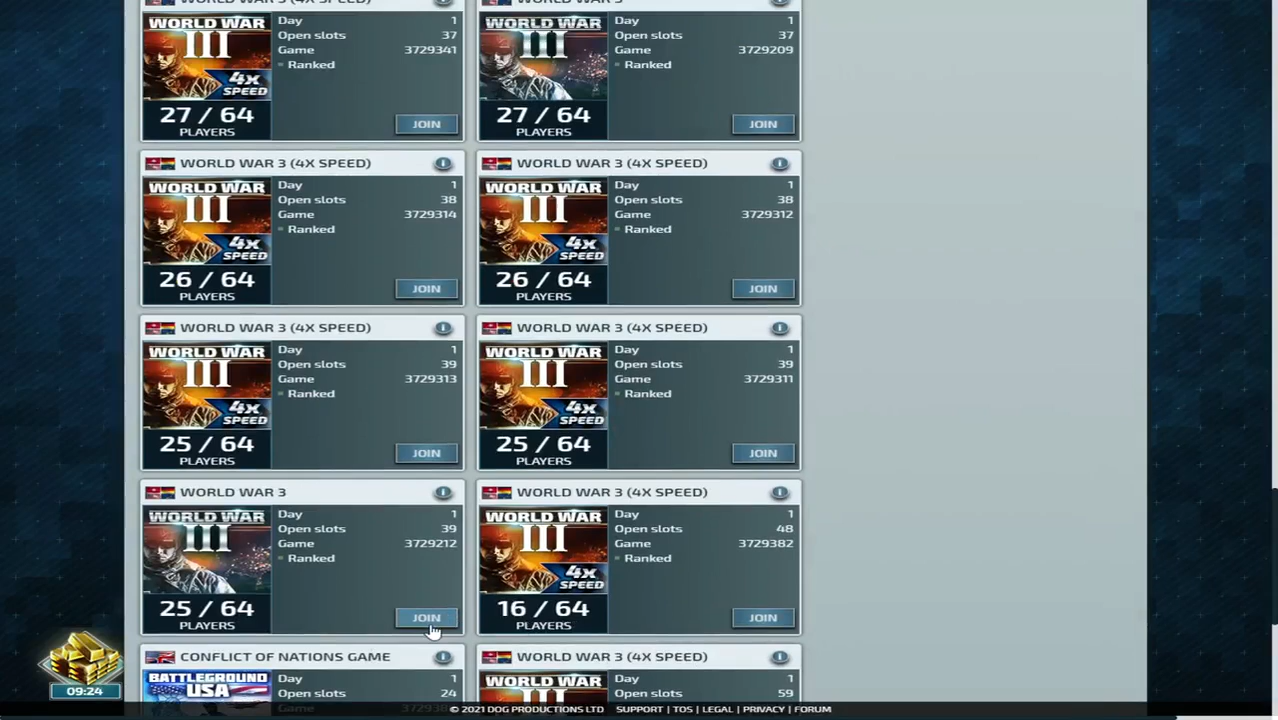 WORLD WAR 3 (4X SPEED)
WORLD WAR
III
4X
SPEED
27 / 64
PLAYERS
Day 1
Open slots 37
Game 3729341
Ranked
JOIN
WORLD WAR 3
WORLD WAR
III
27 / 64
PLAYERS
Day 1
Open slots 37
Game 3729209
Ranked
JOIN
WORLD WAR 3 (4X SPEED)
WORLD WAR
III
4X
SPEED
26 / 64
PLAYERS
Day 1
Open slots 38
Game 3729314
Ranked
JOIN
WORLD WAR 3 (4X SPEED)
WORLD WAR
III
4X
SPEED
26 / 64
PLAYERS
Day 1
Open slots 38
Game 3729312
Ranked
JOIN
WORLD WAR 3 (4X SPEED)
WORLD WAR
III
4X
SPEED
25 / 64
PLAYERS
Day 1
Open slots 39
Game 3729313
Ranked
JOIN
WORLD WAR 3 (4X SPEED)
WORLD WAR
III
4X
SPEED
25 / 64
PLAYERS
Day 1
Open slots 39
Game 3729311
Ranked
JOIN
WORLD WAR 3
WORLD WAR
III
25 / 64
PLAYERS
Day 1
Open slots 39
Game 3729212
Ranked
JOIN
WORLD WAR 3 (4X SPEED)
WORLD WAR
III
4X
SPEED
16 / 64
PLAYERS
Day 1
Open slots 48
Game 3729382
Ranked
JOIN
CONFLICT OF NATIONS GAME
BATTLEGROUND
USA
Day 1
Open slots 24
Game
WORLD WAR 3 (4X SPEED)
WORLD WAR
Day 1
Open slots 59
09:24
© 2021 DOG PRODUCTIONS LTD SUPPORT | TOS | LEGAL | PRIVACY | FORUM